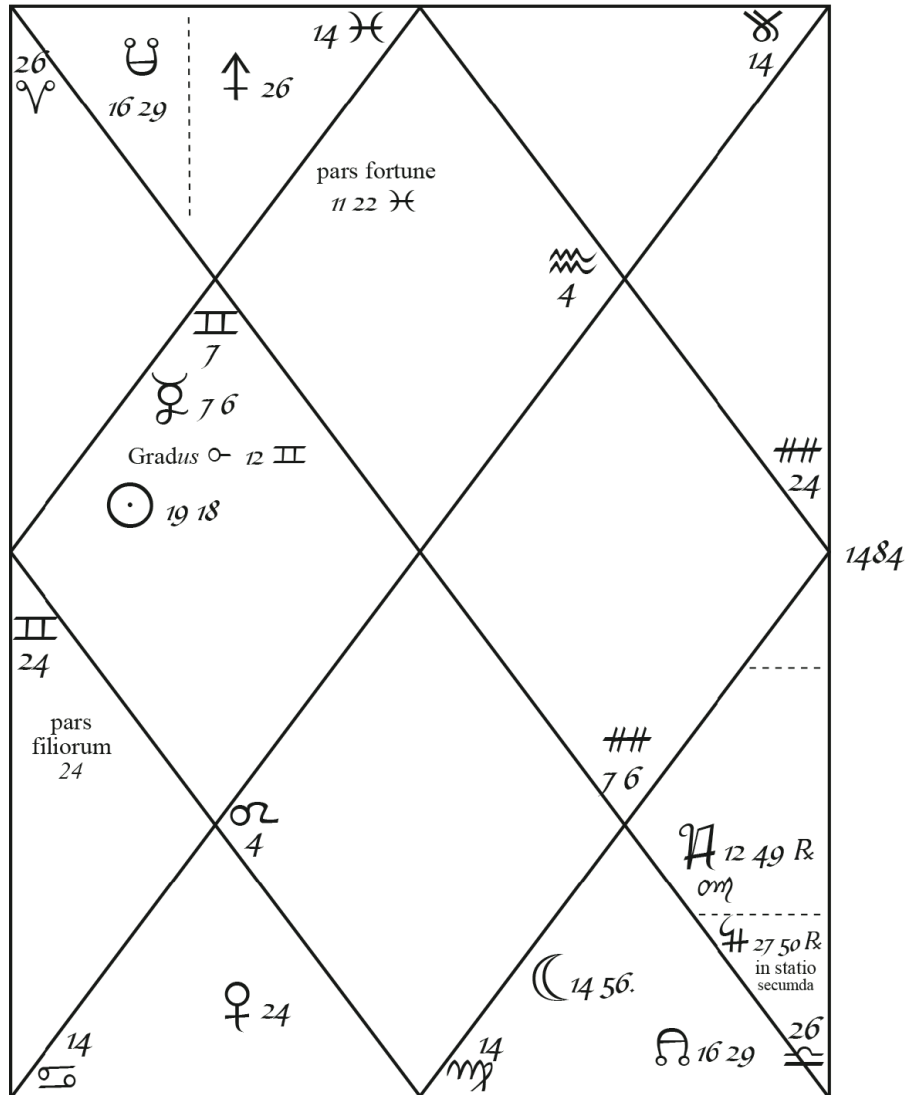 14 ♓
26
♈
☋
16 29
♂ 26
♑
14
pars fortune
11 22 ♓
♒
4
♊
7
☿ 7 6
Gradus ☌ 12 ♊
☉ 19 18
♐
24
1484
♊
24
pars
filiorum
24
♌
4
♐
7 6
♃ 12 49 ℞
♏
♄ 27 50 ℞
in statio
secumda
♀ 24
☾ 14 56.
☊ 16 29
26
♎
14
♋
14
♍